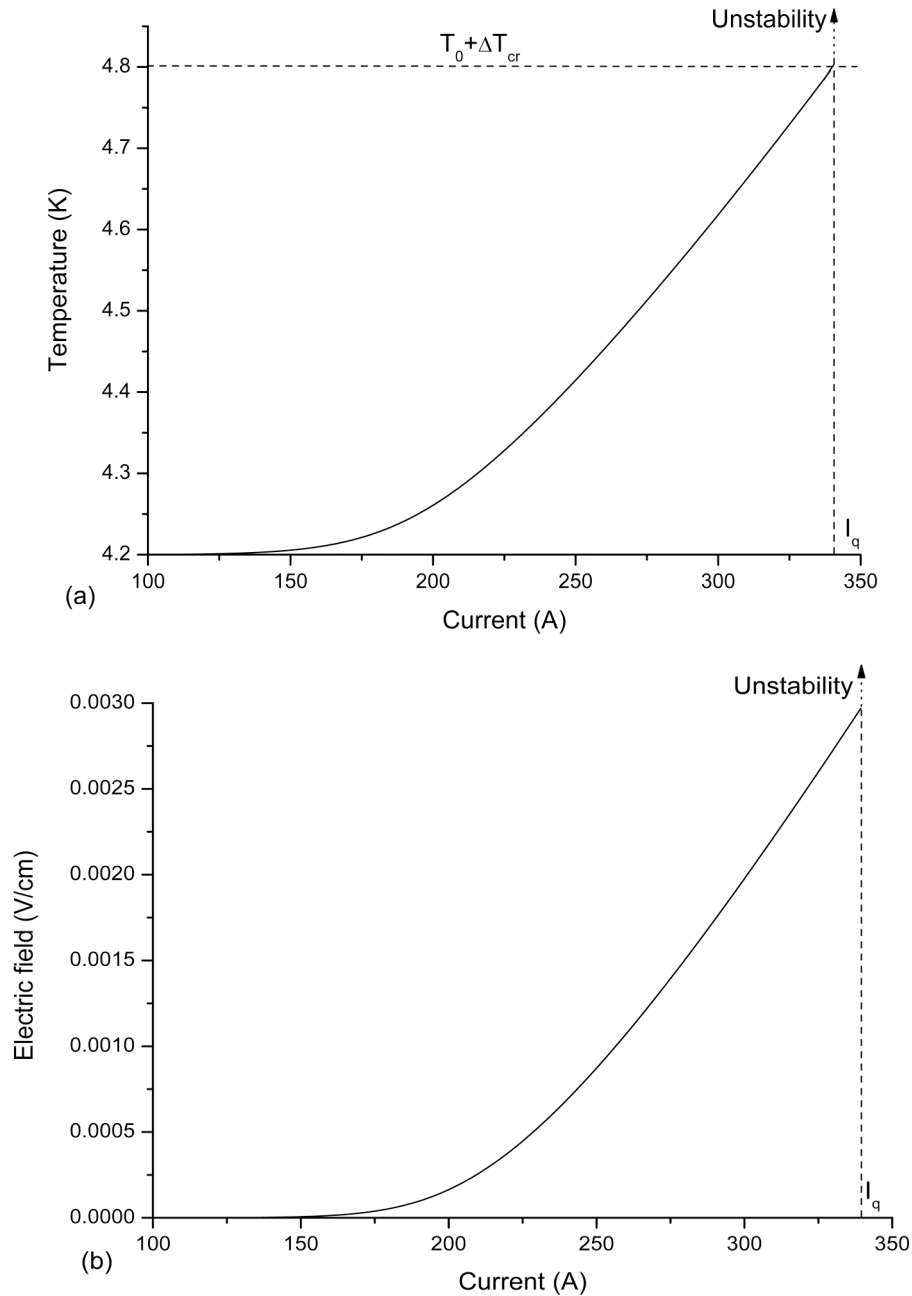 Unstability
T0+ΔTcr
4.8
4.7
4.6
4.5
4.4
4.3
4.2
Temperature (K)
Iq
100 150 200 250 300 350
(a)
Current (A)
Unstability
0.0030
0.0025
0.0020
0.0015
0.0010
0.0005
0.0000
Electric field (V/cm)
Iq
100 150 200 250 300 350
(b)
Current (A)